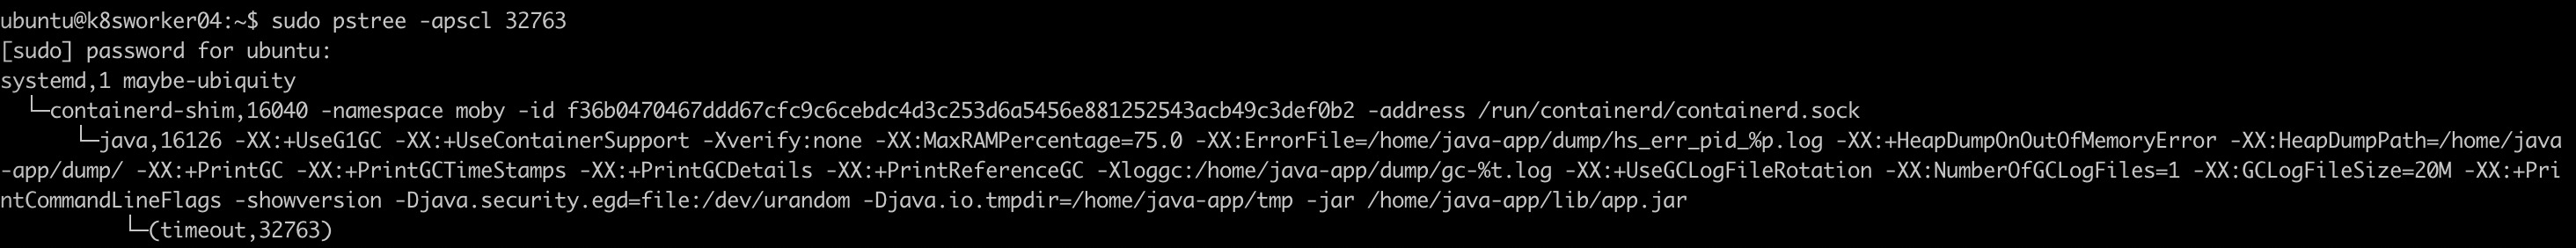 ubuntu@k8sworker04:~$ sudo pstree -apscl 32763
[sudo] password for ubuntu:
systemd,1 maybe-ubiquity
  └─containerd-shim,16040 -namespace moby -id f36b0470467ddd67cfc9c6cebdc4d3c253d6a5456e881252543acb49c3def0b2 -address /run/containerd/containerd.sock
      └─java,16126 -XX:+UseG1GC -XX:+UseContainerSupport -Xverify:none -XX:MaxRAMPercentage=75.0 -XX:ErrorFile=/home/java-app/dump/hs_err_pid_%p.log -XX:+HeapDumpOnOutOfMemoryError -XX:HeapDumpPath=/home/java
-app/dump/ -XX:+PrintGC -XX:+PrintGCTimeStamps -XX:+PrintGCDetails -XX:+PrintReferenceGC -Xloggc:/home/java-app/dump/gc-%t.log -XX:+UseGCLogFileRotation -XX:NumberOfGCLogFiles=1 -XX:GCLogFileSize=20M -XX:+Pri
ntCommandLineFlags -showversion -Djava.security.egd=file:/dev/urandom -Djava.io.tmpdir=/home/java-app/tmp -jar /home/java-app/lib/app.jar
          └─(timeout,32763)